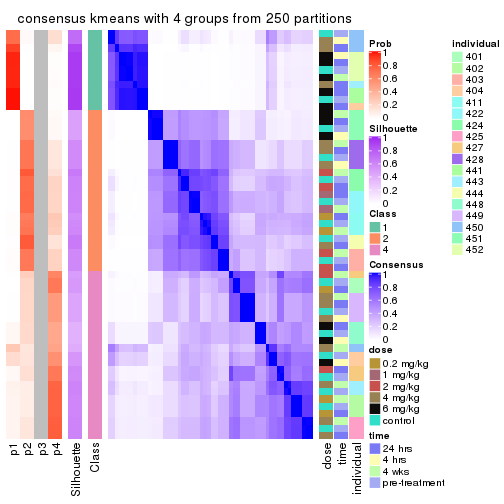 consensus kmeans with 4 groups from 250 partitions
p1
p2
p3
p4
Silhouette
Class
dose
time
individual
Prob
1
0.8
0.6
0.4
0.2
0
Silhouette
1
0.8
0.6
0.4
0.2
0
Class
1
2
4
Consensus
1
0.8
0.6
0.4
0.2
0
dose
0.2 mg/kg
1 mg/kg
2 mg/kg
4 mg/kg
6 mg/kg
control
time
24 hrs
4 hrs
4 wks
pre-treatment
individual
401
402
403
404
411
422
424
425
427
428
441
443
444
448
449
450
451
452